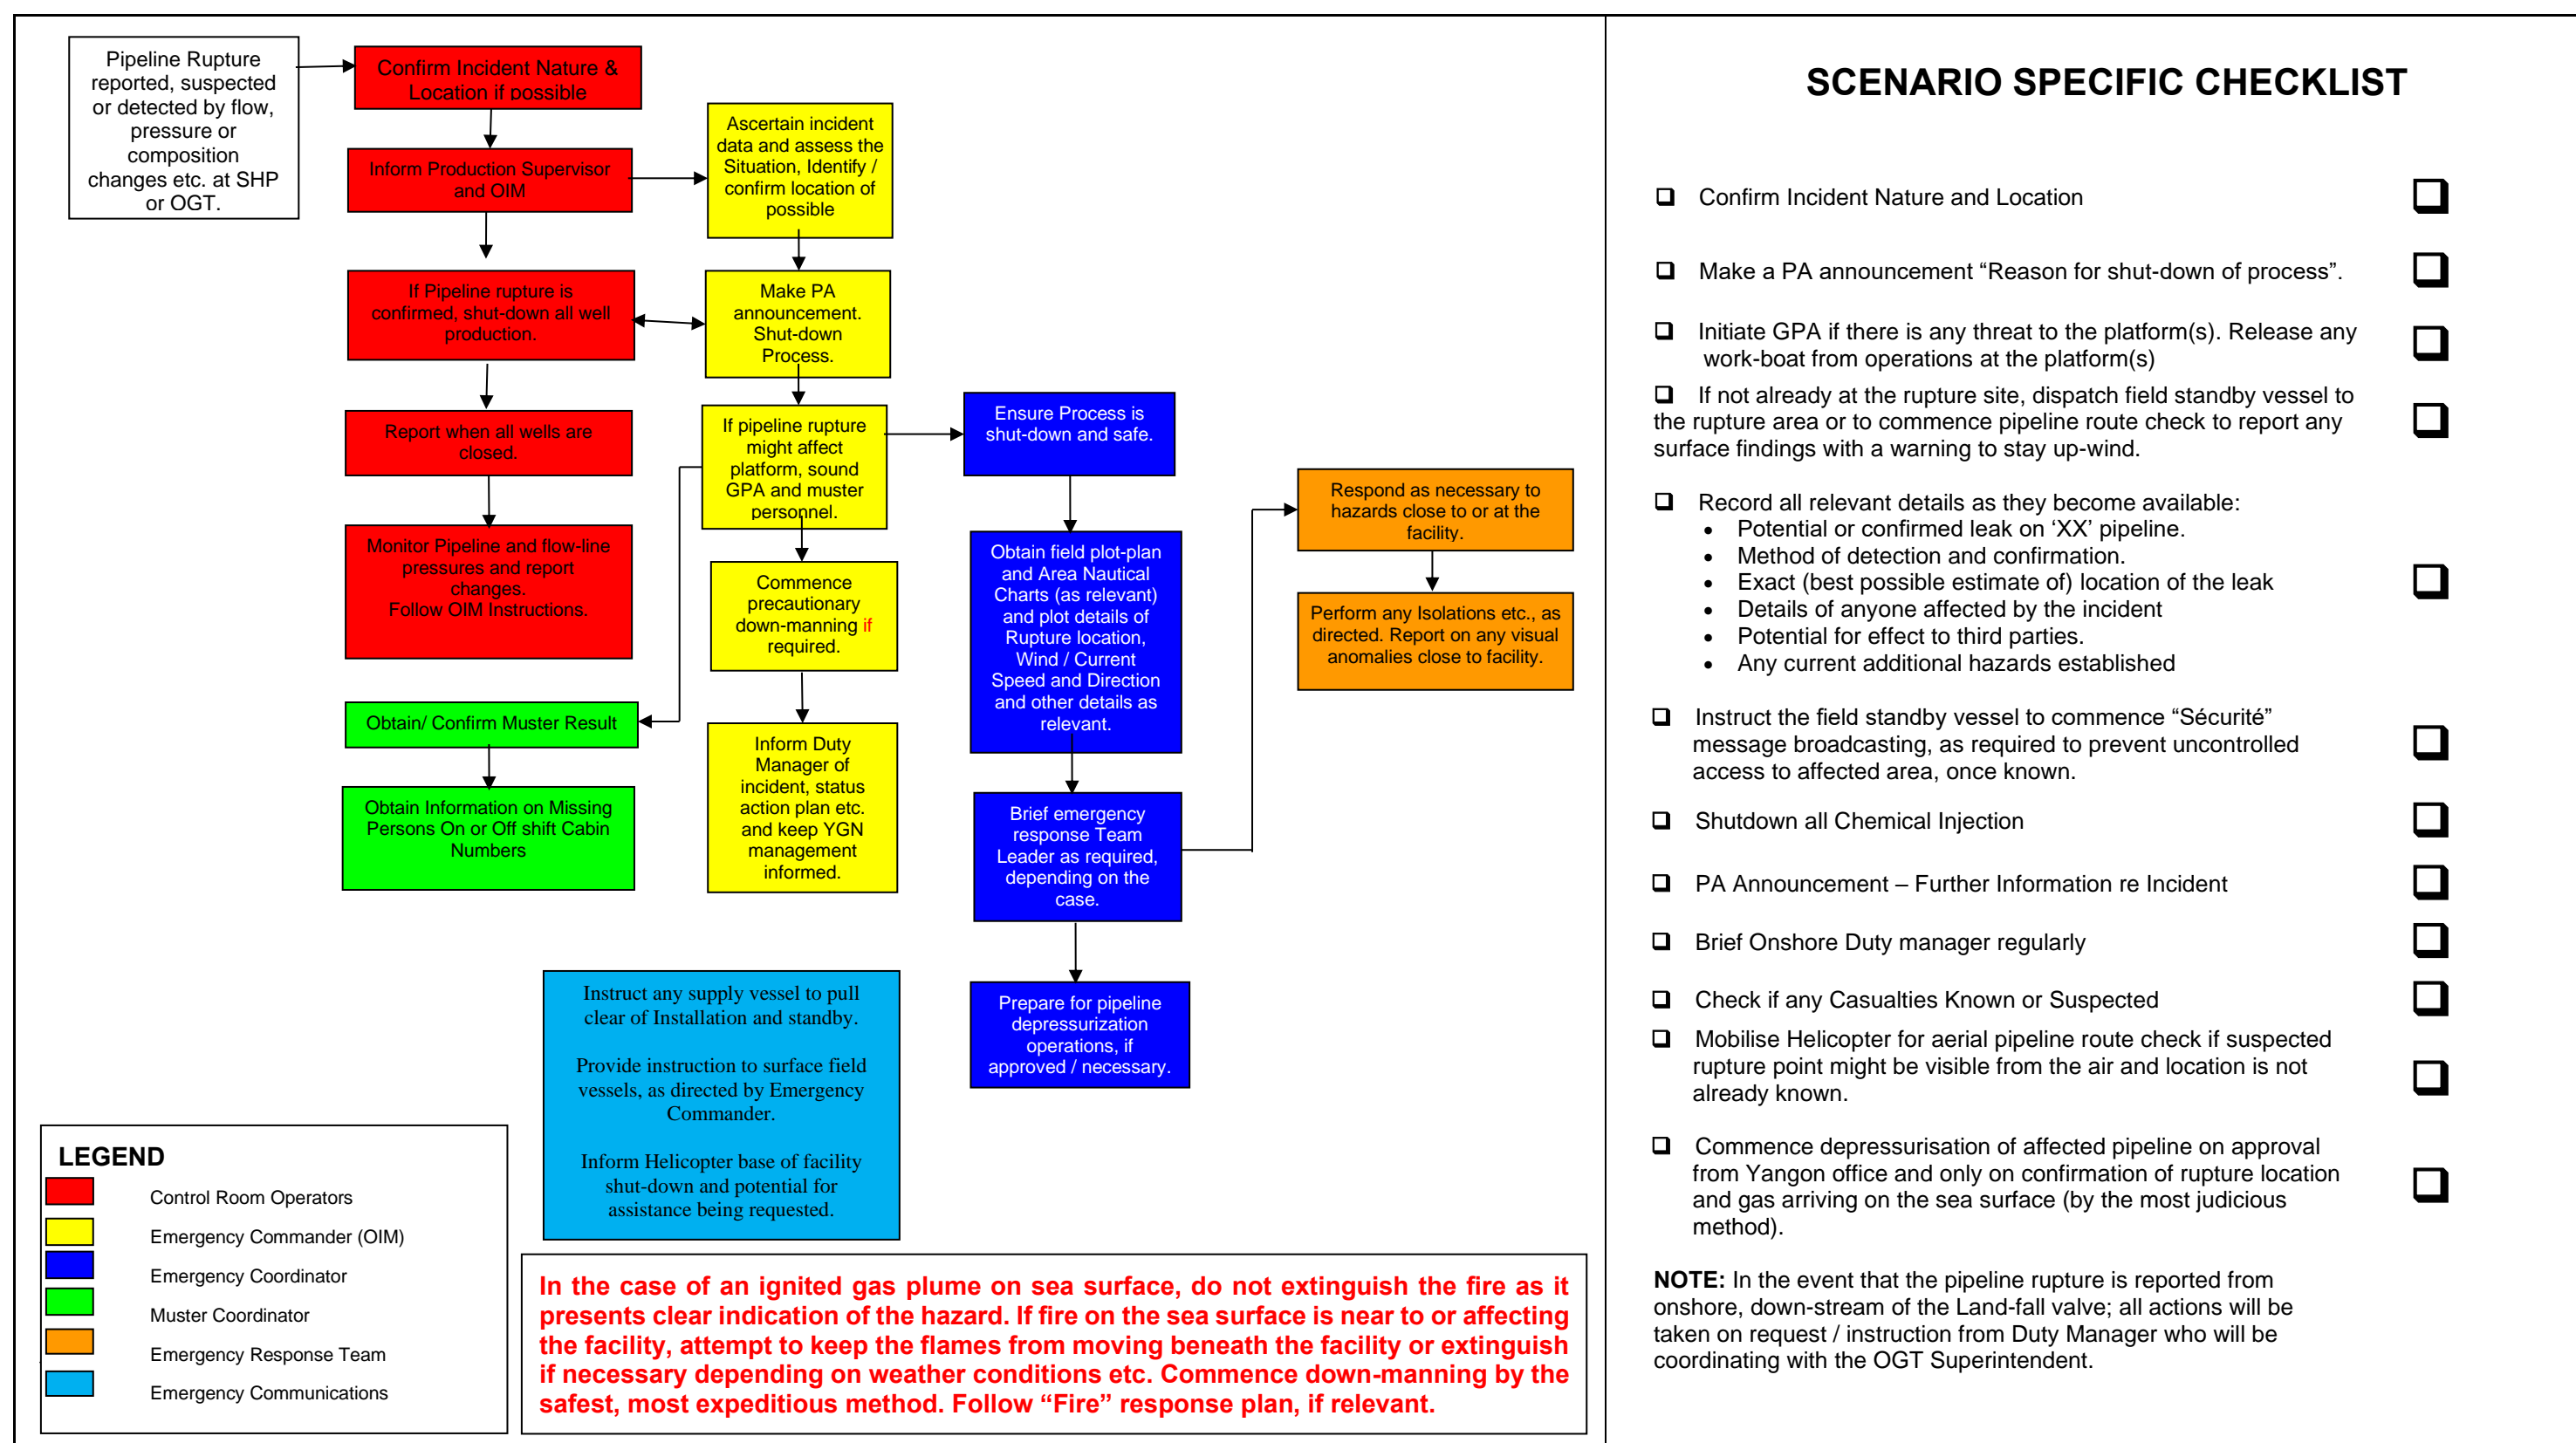 Pipeline Rupture
reported, suspected
or detected by flow,
pressure or
composition
changes etc. at SHP
or OGT.
Confirm Incident Nature &
Location if possible
Inform Production Supervisor
and OIM
If Pipeline rupture is
confirmed, shut-down all well
production.
Report when all wells are
closed.
Monitor Pipeline and flow-line
pressures and report
changes.
Follow OIM Instructions.
Obtain/ Confirm Muster Result
Obtain Information on Missing
Persons On or Off shift Cabin
Numbers
Ascertain incident
data and assess the
Situation, Identify /
confirm location of
possible
Make PA
announcement.
Shut-down
Process.
If pipeline rupture
might affect
platform, sound
GPA and muster
personnel.
Commence
precautionary
down-manning if
required.
Inform Duty
Manager of
incident, status
action plan etc.
and keep YGN
management
informed.
Ensure Process is
shut-down and safe.
Obtain field plot-plan
and Area Nautical
Charts (as relevant)
and plot details of
Rupture location,
Wind / Current
Speed and Direction
and other details as
relevant.
Brief emergency
response Team
Leader as required,
depending on the
case.
Prepare for pipeline
depressurization
operations, if
approved / necessary.
Respond as necessary to
hazards close to or at the
facility.
Perform any Isolations etc., as
directed. Report on any visual
anomalies close to facility.
Instruct any supply vessel to pull
clear of Installation and standby.
Provide instruction to surface field
vessels, as directed by Emergency
Commander.
Inform Helicopter base of facility
shut-down and potential for
assistance being requested.
LEGEND
Control Room Operators
Emergency Commander (OIM)
Emergency Coordinator
Muster Coordinator
Emergency Response Team
Emergency Communications
In the case of an ignited gas plume on sea surface, do not extinguish the fire as it
presents clear indication of the hazard. If fire on the sea surface is near to or affecting
the facility, attempt to keep the flames from moving beneath the facility or extinguish
if necessary depending on weather conditions etc. Commence down-manning by the
safest, most expeditious method. Follow “Fire” response plan, if relevant.
SCENARIO SPECIFIC CHECKLIST
❑ Confirm Incident Nature and Location
❑ Make a PA announcement “Reason for shut-down of process”.
❑ Initiate GPA if there is any threat to the platform(s). Release any
work-boat from operations at the platform(s)
❑ If not already at the rupture site, dispatch field standby vessel to
the rupture area or to commence pipeline route check to report any
surface findings with a warning to stay up-wind.
❑ Record all relevant details as they become available:
• Potential or confirmed leak on ‘XX’ pipeline.
• Method of detection and confirmation.
• Exact (best possible estimate of) location of the leak
• Details of anyone affected by the incident
• Potential for effect to third parties.
• Any current additional hazards established
❑ Instruct the field standby vessel to commence “Sécurité”
message broadcasting, as required to prevent uncontrolled
access to affected area, once known.
❑ Shutdown all Chemical Injection
❑ PA Announcement – Further Information re Incident
❑ Brief Onshore Duty manager regularly
❑ Check if any Casualties Known or Suspected
❑ Mobilise Helicopter for aerial pipeline route check if suspected
rupture point might be visible from the air and location is not
already known.
❑ Commence depressurisation of affected pipeline on approval
from Yangon office and only on confirmation of rupture location
and gas arriving on the sea surface (by the most judicious
method).
NOTE: In the event that the pipeline rupture is reported from
onshore, down-stream of the Land-fall valve; all actions will be
taken on request / instruction from Duty Manager who will be
coordinating with the OGT Superintendent.